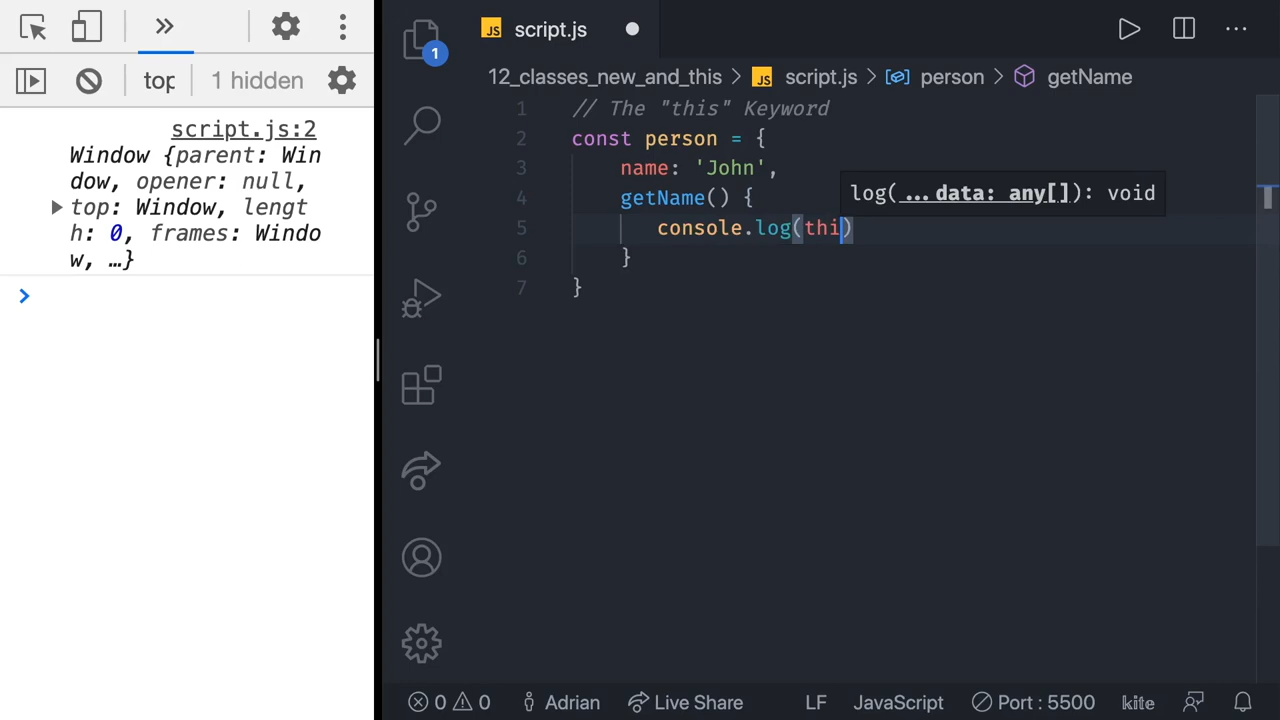 top 1 hidden
script.js:2
Window {parent: Win
dow, opener: null,
top: Window, lengt
h: 0, frames: Windo
w, …}
1
JS script.js
12_classes_new_and_this > JS script.js > person > getName
1 // The "this" Keyword
2 const person = {
3 name: 'John',
log(...data: any[]): void
4 getName() {
5 console.log(thi)
6 }
7 }
0 0 Adrian Live Share LF JavaScript Port : 5500 kite